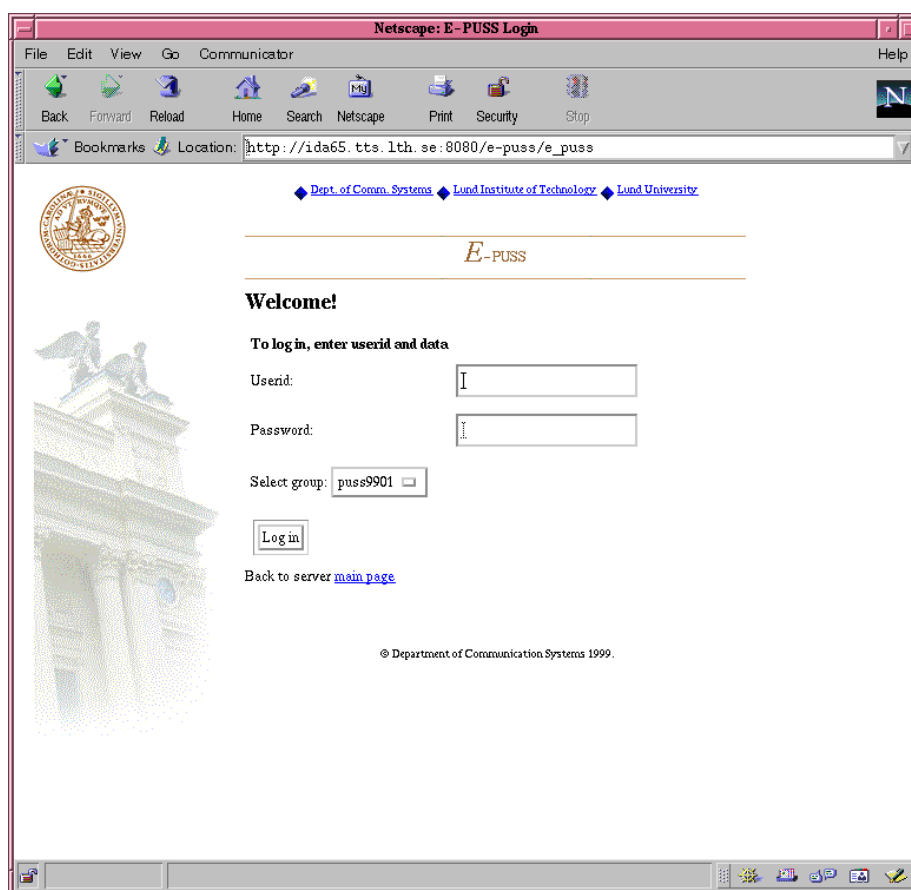 Netscape: E-PUSS Login
File Edit View Go Communicator Help
Back Forward Reload Home Search Netscape Print Security Stop
Bookmarks Location: http://ida65.tts.lth.se:8080/e-puss/e_puss
Dept. of Comm. Systems Lund Institute of Technology Lund University
E-PUSS
Welcome!
To log in, enter userid and data
Userid:
Password:
Select group: puss9901
Log in
Back to server main page
© Department of Communication Systems 1999.